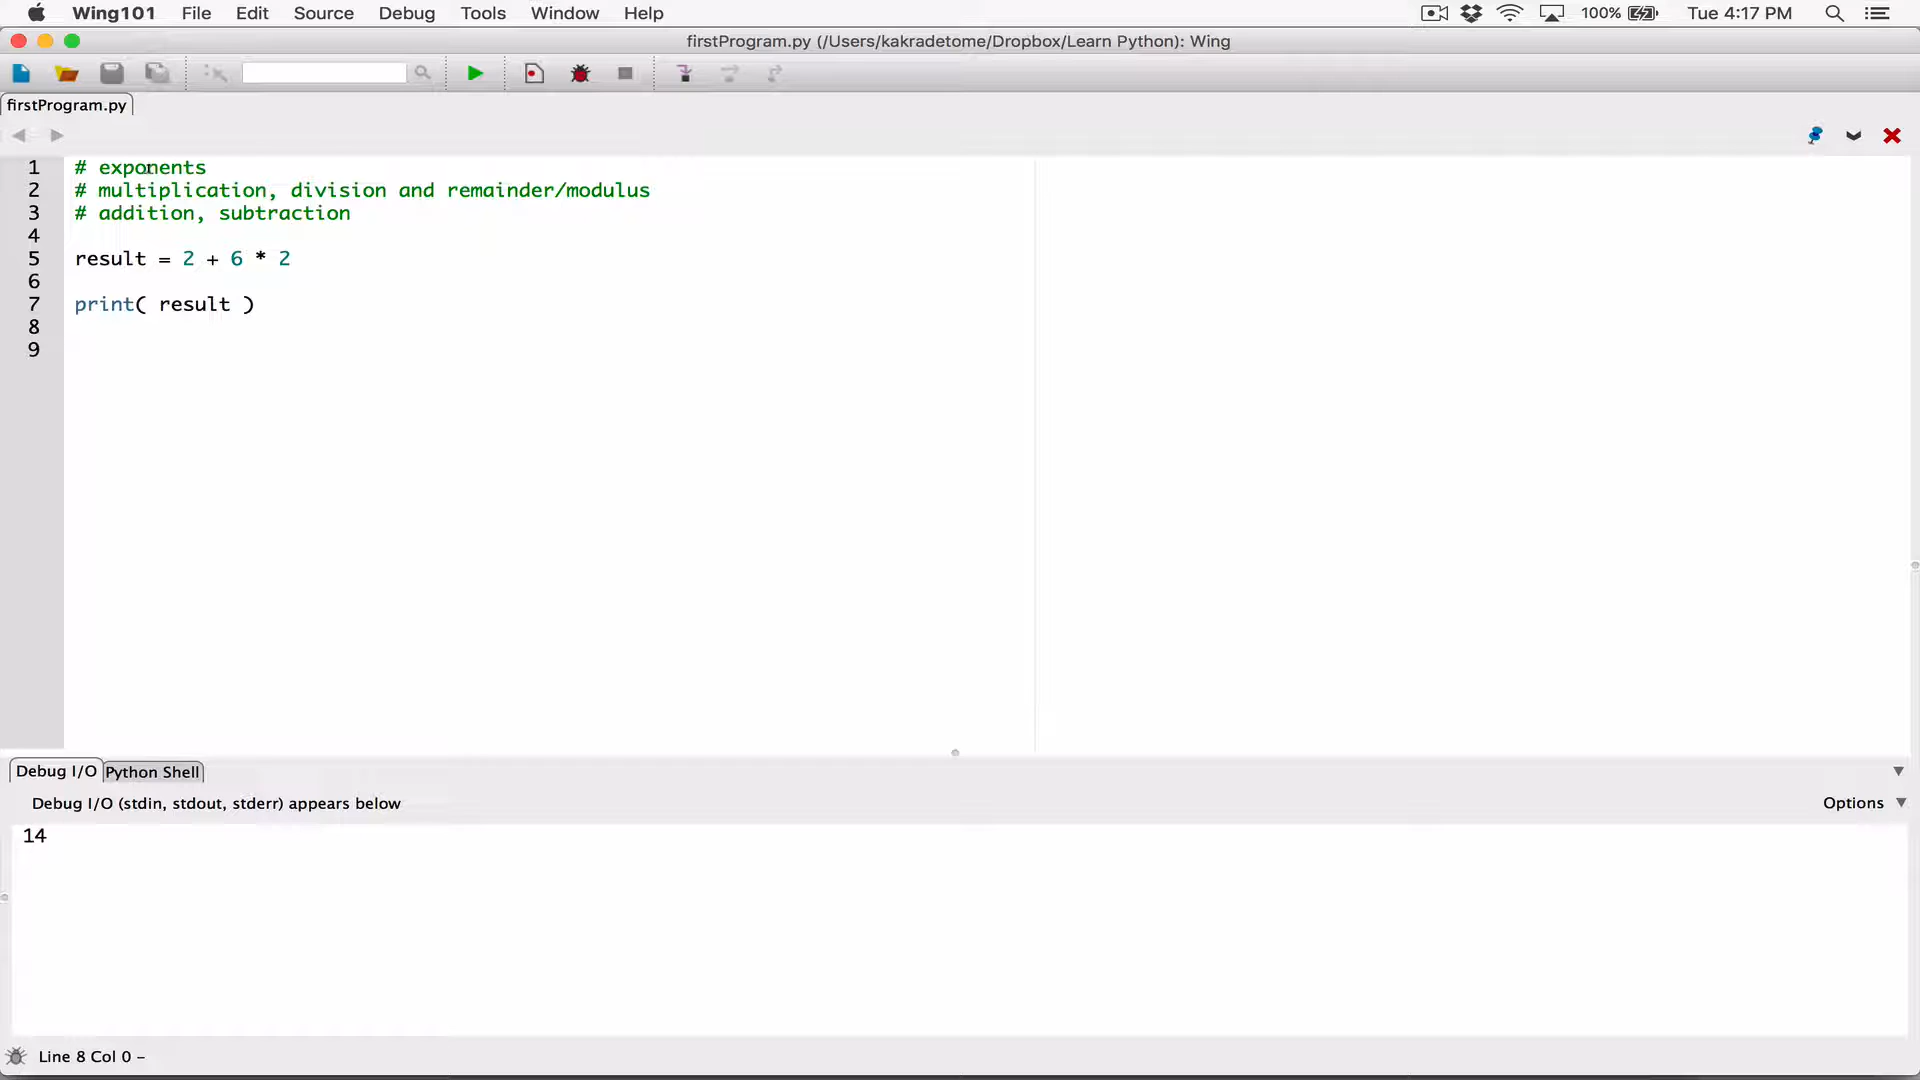 Wing101 File Edit Source Debug Tools Window Help 100% Tue 4:17 PM
firstProgram.py (/Users/kakradetome/Dropbox/Learn Python): Wing
firstProgram.py
1 # exponents
2 # multiplication, division and remainder/modulus
3 # addition, subtraction
4
5 result = 2 + 6 * 2
6
7 print( result )
8
9
Debug I/O Python Shell
Debug I/O (stdin, stdout, stderr) appears below Options
14
Line 8 Col 0 –